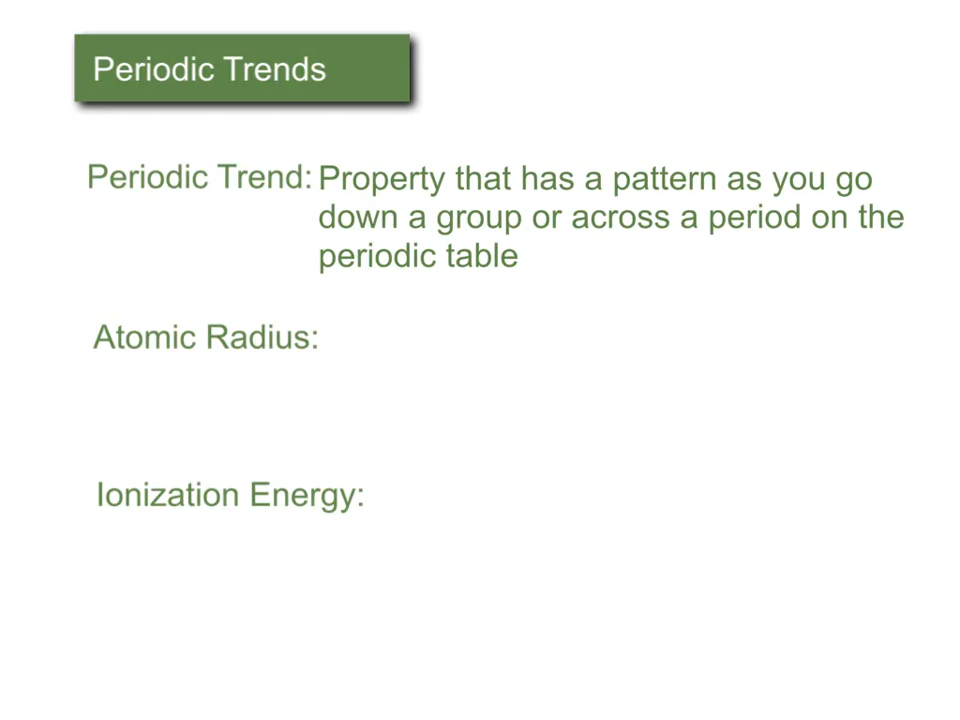 Periodic Trends
Periodic Trend: Property that has a pattern as you go
down a group or across a period on the
periodic table
Atomic Radius:
Ionization Energy: